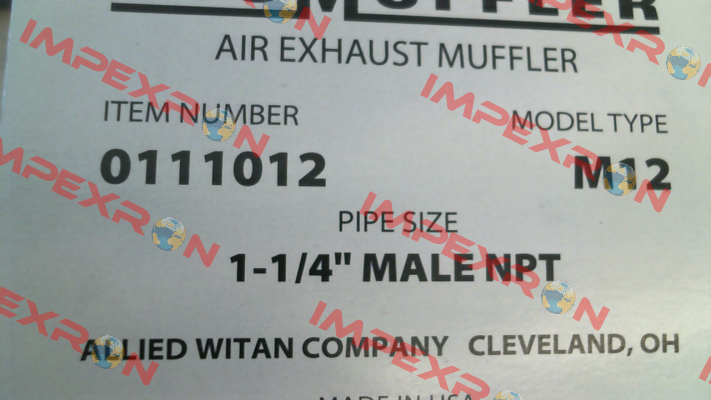 MUFFLER
AIR EXHAUST MUFFLER
ITEM NUMBER MODEL TYPE
0111012 M12
PIPE SIZE
1-1/4" MALE NPT
ALLIED WITAN COMPANY CLEVELAND, OH
MADE IN USA
IMPEXRON
IMPEXRON
IMPEXRON
IMPEXRON
IMPEXRON
IMPEXRON